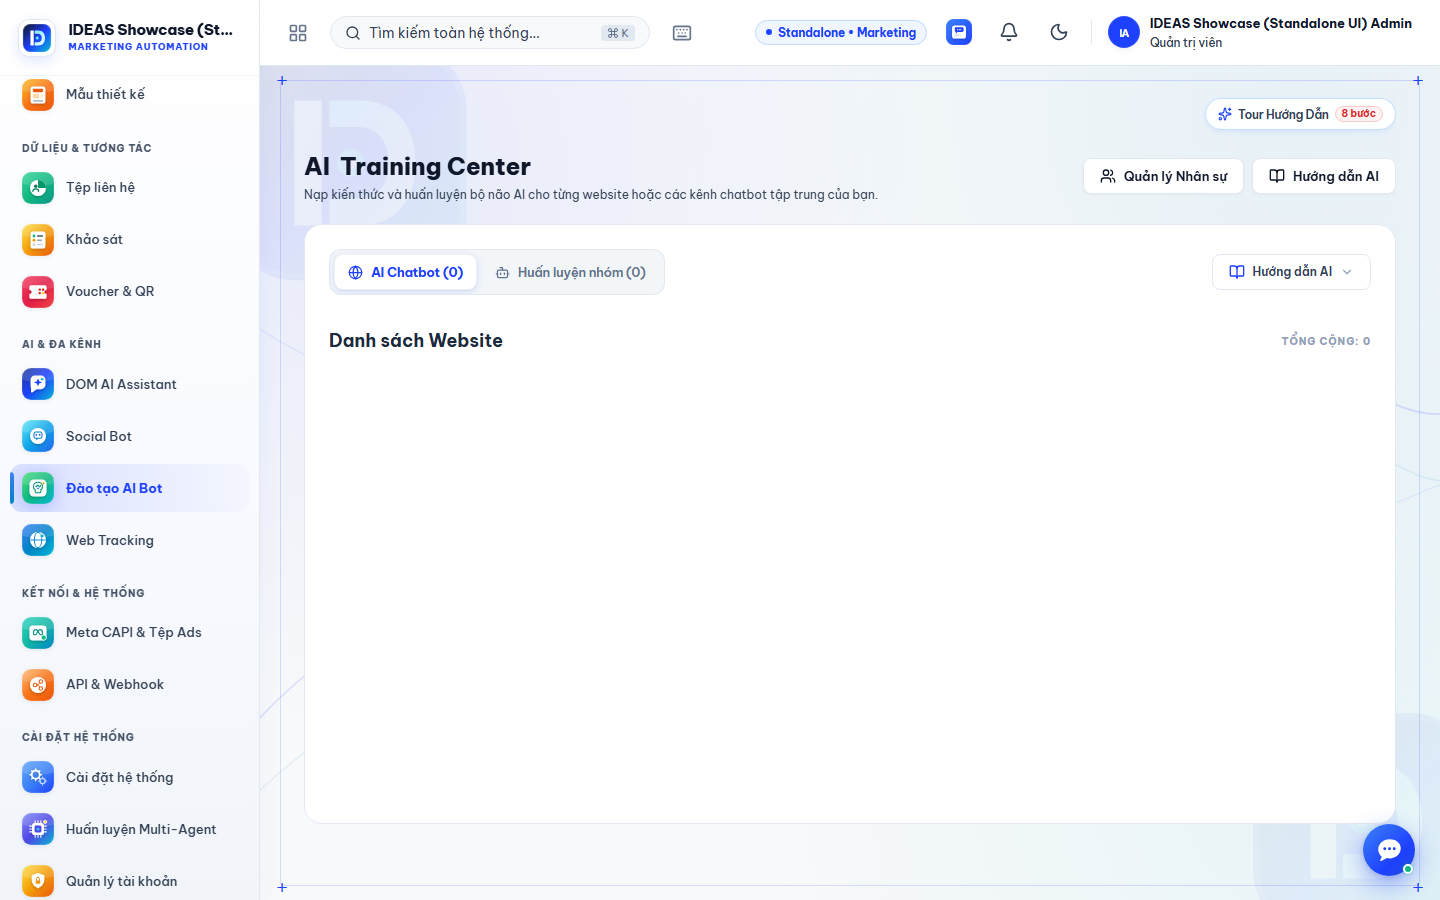 IDEAS Showcase (St...
MARKETING AUTOMATION
Mẫu thiết kế
DỮ LIỆU & TƯƠNG TÁC
Tệp liên hệ
Khảo sát
Voucher & QR
AI & ĐA KÊNH
DOM AI Assistant
Social Bot
Đào tạo AI Bot
Web Tracking
KẾT NỐI & HỆ THỐNG
Meta CAPI & Tệp Ads
API & Webhook
CÀI ĐẶT HỆ THỐNG
Cài đặt hệ thống
Huấn luyện Multi-Agent
Quản lý tài khoản
Tìm kiếm toàn hệ thống...
⌘ K
Standalone • Marketing
IA
IDEAS Showcase (Standalone UI) Admin
Quản trị viên
Tour Hướng Dẫn
8 bước
AI Training Center
Nạp kiến thức và huấn luyện bộ não AI cho từng website hoặc các kênh chatbot tập trung của bạn.
Quản lý Nhân sự
Hướng dẫn AI
AI Chatbot (0)
Huấn luyện nhóm (0)
Hướng dẫn AI
Danh sách Website
TỔNG CỘNG: 0